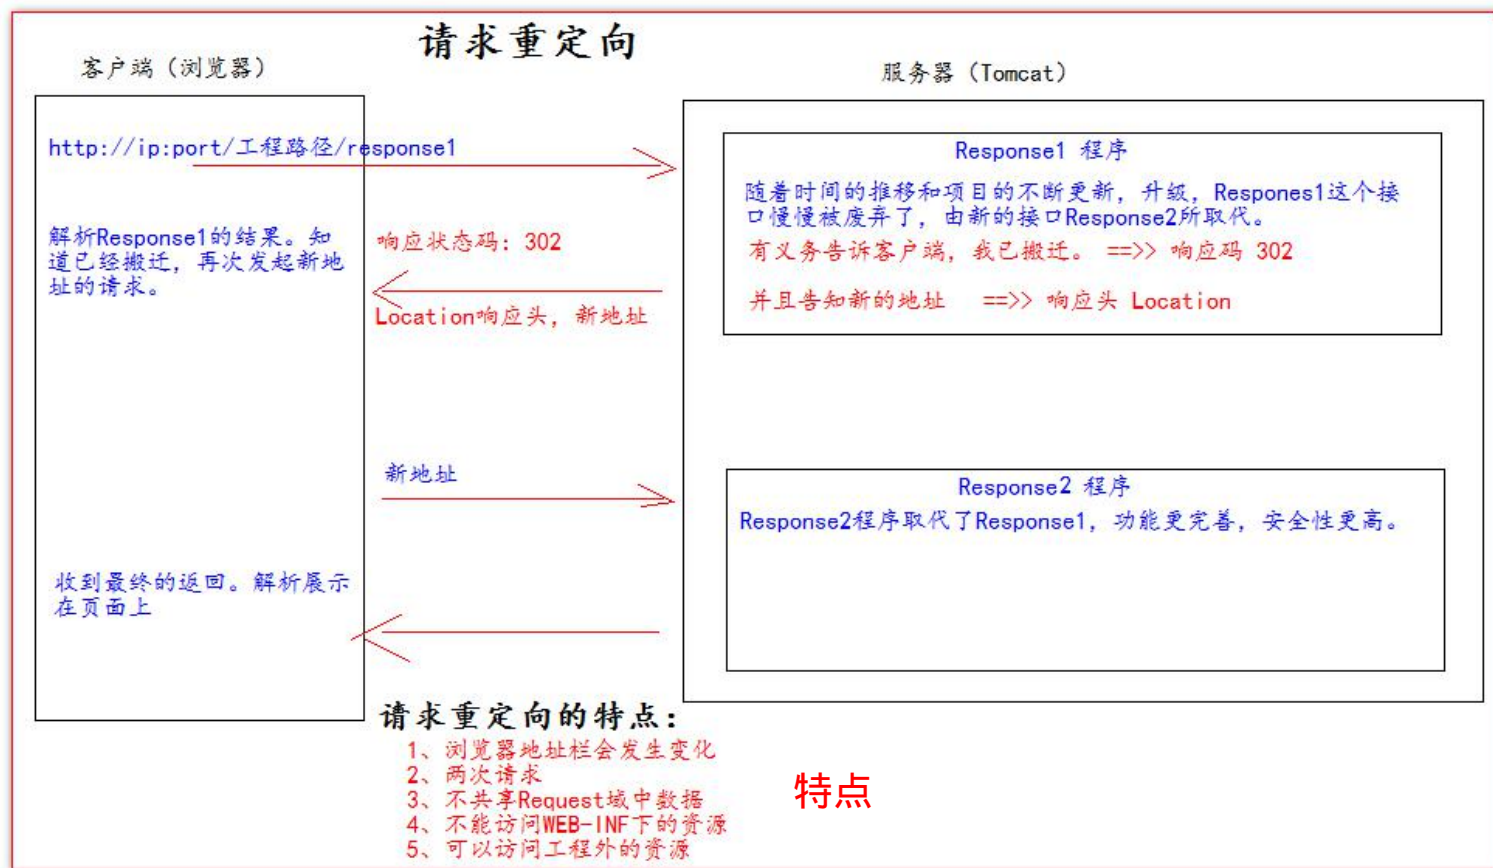 请求重定向
客户端（浏览器）
服务器（Tomcat）
http://ip:port/工程路径/response1
Response1 程序
随着时间的推移和项目的不断更新，升级，Respones1这个接
口慢慢被废弃了，由新的接口Response2所取代。
有义务告诉客户端，我已搬迁。 ==>> 响应码 302
并且告知新的地址 ==>> 响应头 Location
解析Response1的结果。知
道已经搬迁，再次发起新地
址的请求。
响应状态码：302
Location响应头，新地址
新地址
Response2 程序
Response2程序取代了Response1，功能更完善，安全性更高。
收到最终的返回。解析展示
在页面上
请求重定向的特点：
1、浏览器地址栏会发生变化
2、两次请求
3、不共享Request域中数据
4、不能访问WEB-INF下的资源
5、可以访问工程外的资源
特点